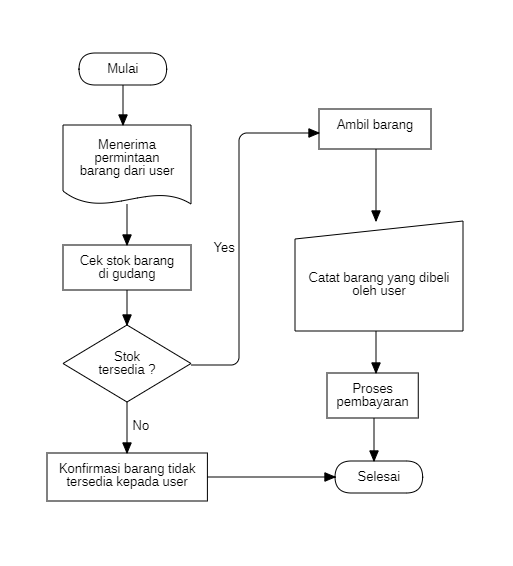 Mulai
Menerima
permintaan
barang dari user
Cek stok barang
di gudang
Stok
tersedia ?
No
Konfirmasi barang tidak
tersedia kepada user
Yes
Ambil barang
Catat barang yang dibeli
oleh user
Proses
pembayaran
Selesai